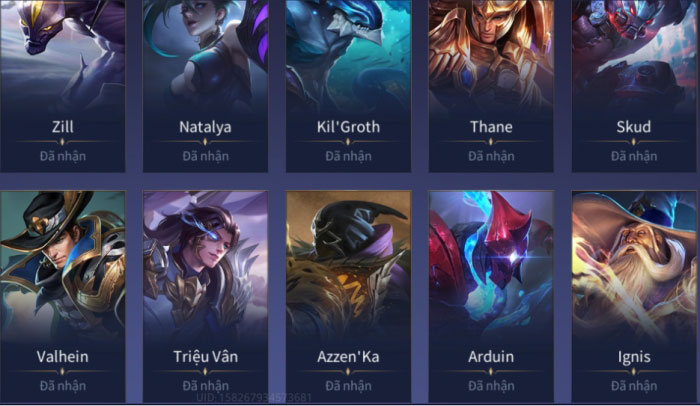 Zill
Natalya
Kil'Groth
Thane
Skud
Đã nhận
Đã nhận
Đã nhận
Đã nhận
Đã nhận
Valhein
Triệu Vân
Azzen'Ka
Arduin
Ignis
Đã nhận
Đã nhận
Đã nhận
Đã nhận
Đã nhận
UID: 158267934573681